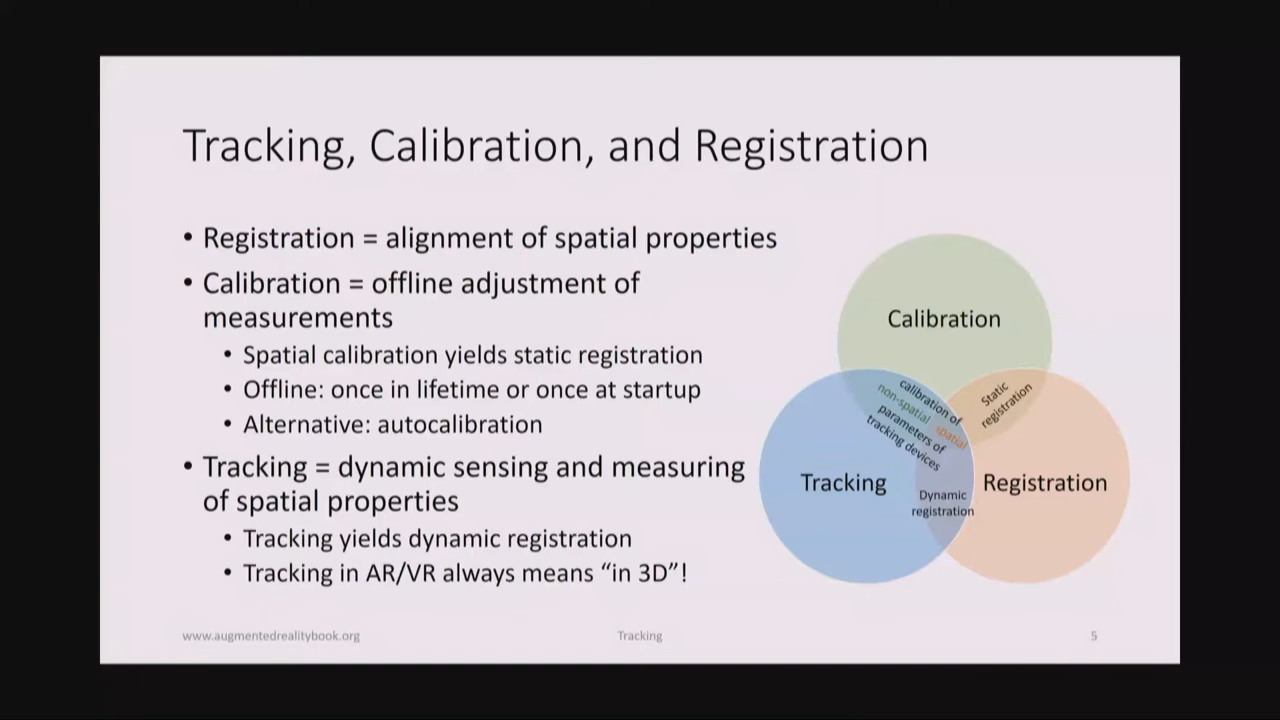 Tracking, Calibration, and Registration
• Registration = alignment of spatial properties
• Calibration = offline adjustment of
measurements
• Spatial calibration yields static registration
• Offline: once in lifetime or once at startup
• Alternative: autocalibration
• Tracking = dynamic sensing and measuring
of spatial properties
• Tracking yields dynamic registration
• Tracking in AR/VR always means “in 3D”!
Calibration
calibration of
non-spatial spatial
parameters of
tracking devices
Static
registration
Tracking
Registration
Dynamic
registration
www.augmentedrealitybook.org
Tracking
5